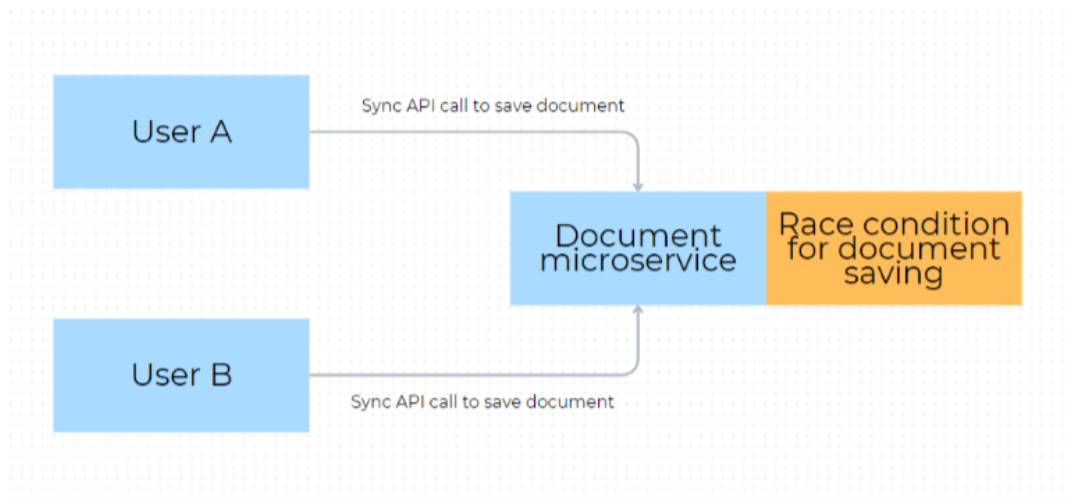 Sync API call to save document
User A
Document
microservice
Race condition
for document
saving
User B
Sync API call to save document